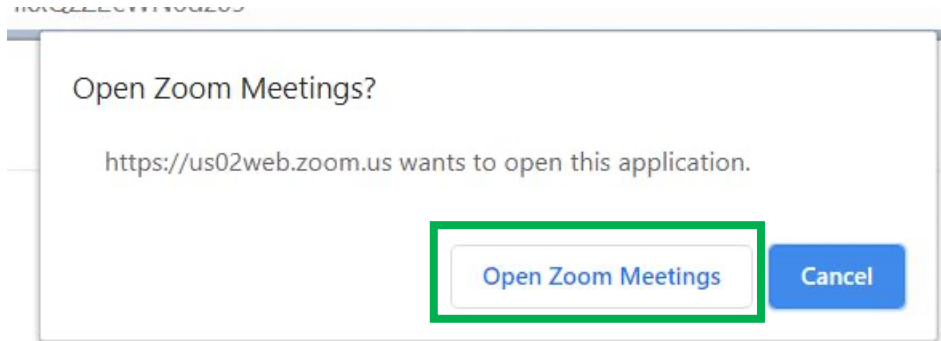 Open Zoom Meetings?
https://us02web.zoom.us wants to open this application.
Open Zoom Meetings
Cancel